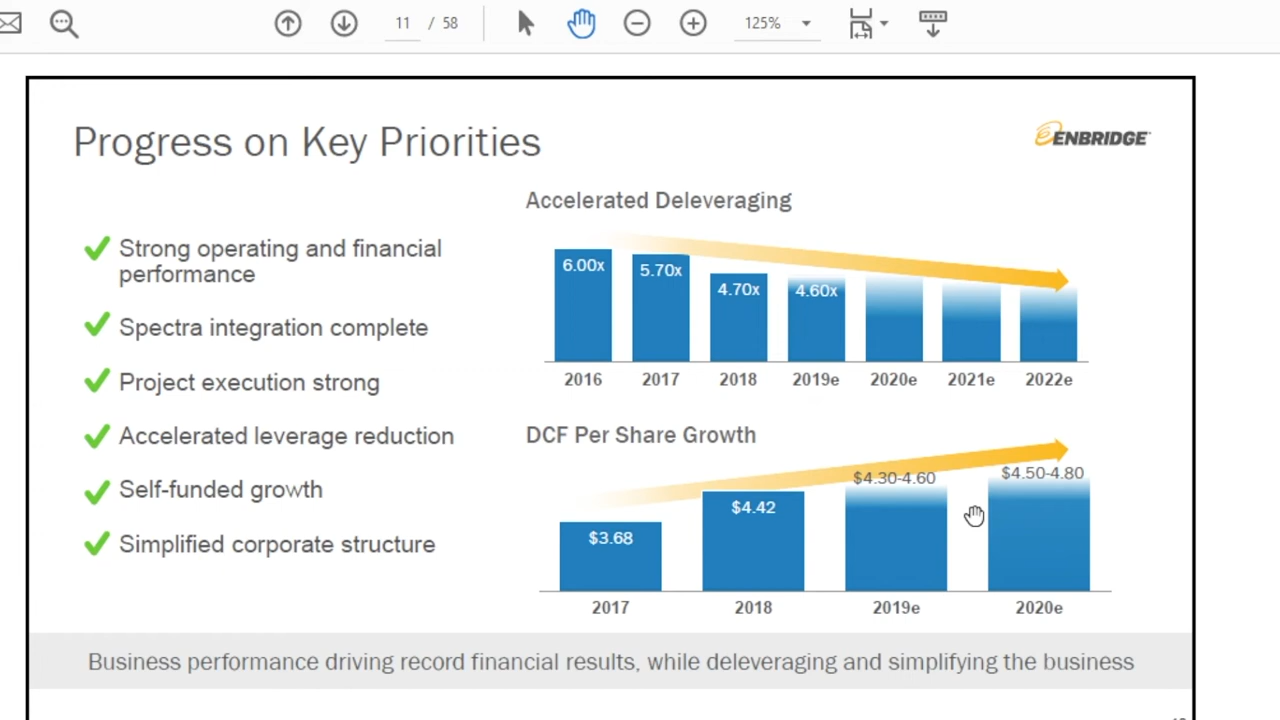 11 / 58
125%
Progress on Key Priorities
ENBRIDGE
Strong operating and financial
performance
Spectra integration complete
Project execution strong
Accelerated leverage reduction
Self-funded growth
Simplified corporate structure
Accelerated Deleveraging
6.00x
5.70x
4.70x
4.60x
2016 2017 2018 2019e 2020e 2021e 2022e
DCF Per Share Growth
$3.68
$4.42
$4.30-4.60
$4.50-4.80
2017 2018 2019e 2020e
Business performance driving record financial results, while deleveraging and simplifying the business